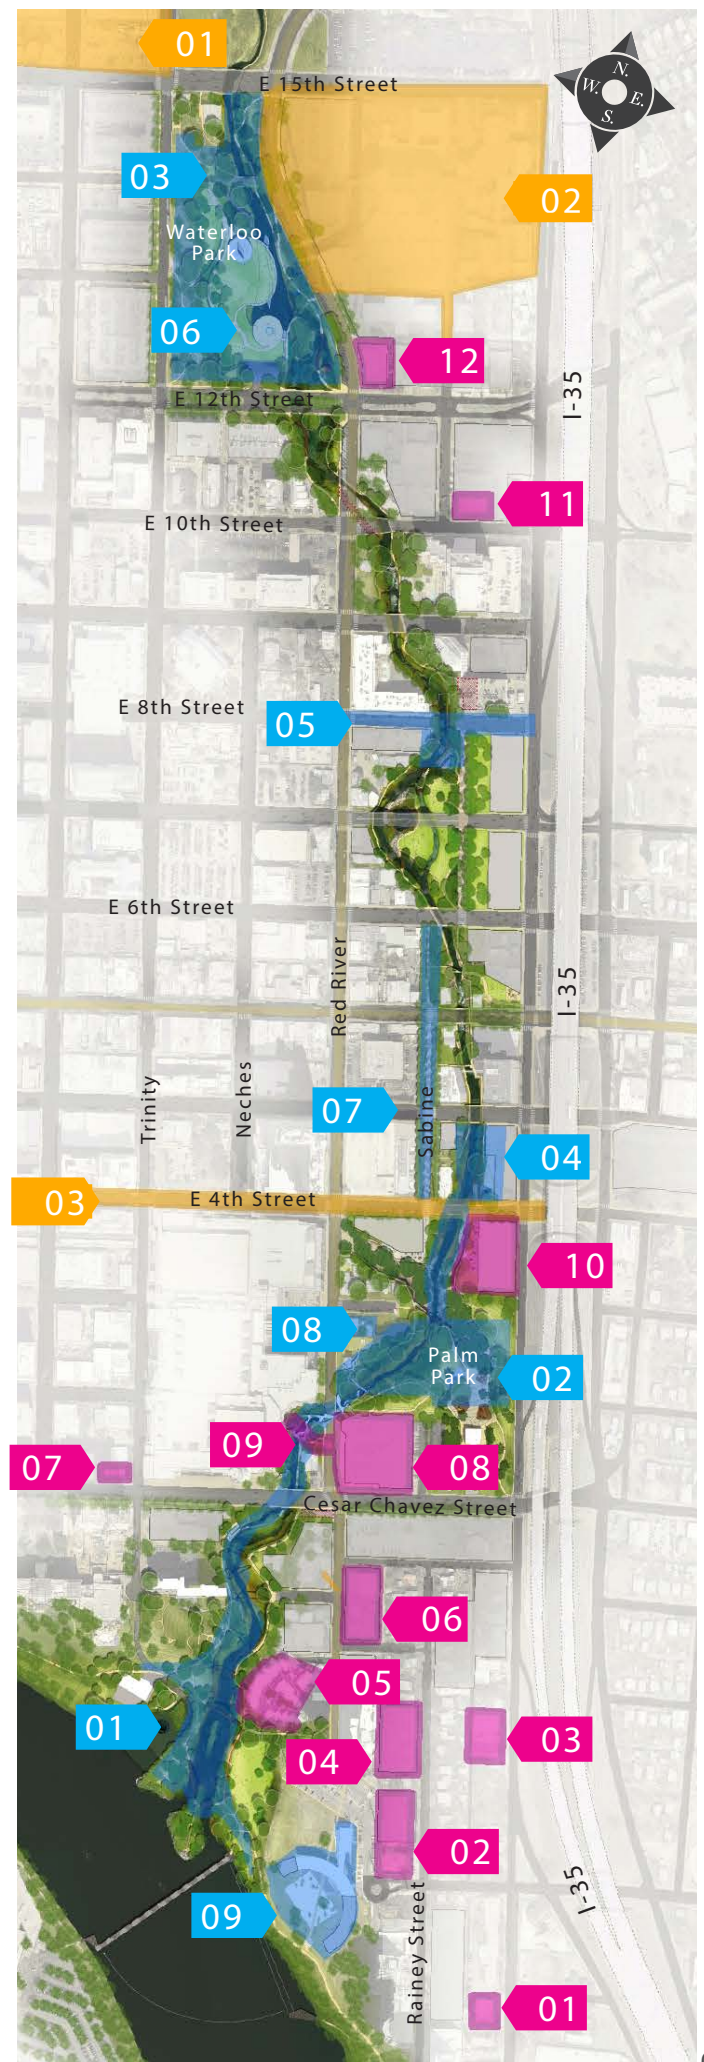 01
E 15th Street
N.
W.
E.
S.
03
02
Waterloo
Park
06
12
E 12th Street
I-35
11
E 10th Street
E 8th Street
05
E 6th Street
Red River
I-35
Trinity
Neches
07
Sabine
04
03
E 4th Street
10
08
Palm
Park
02
09
07
08
Cesar Chavez Street
06
05
01
04
03
02
I-35
09
Rainey Street
01